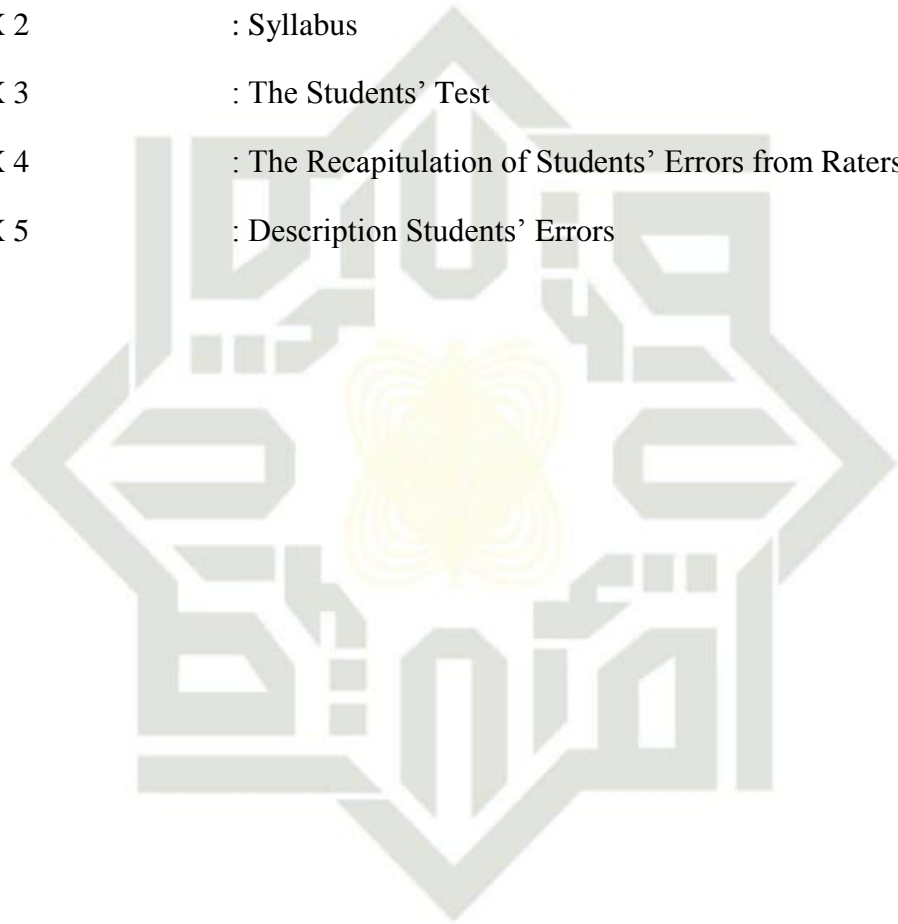 X 2 : Syllabus
X 3 : The Students’ Test
X 4 : The Recapitulation of Students’ Errors from Raters
X 5 : Description Students’ Errors